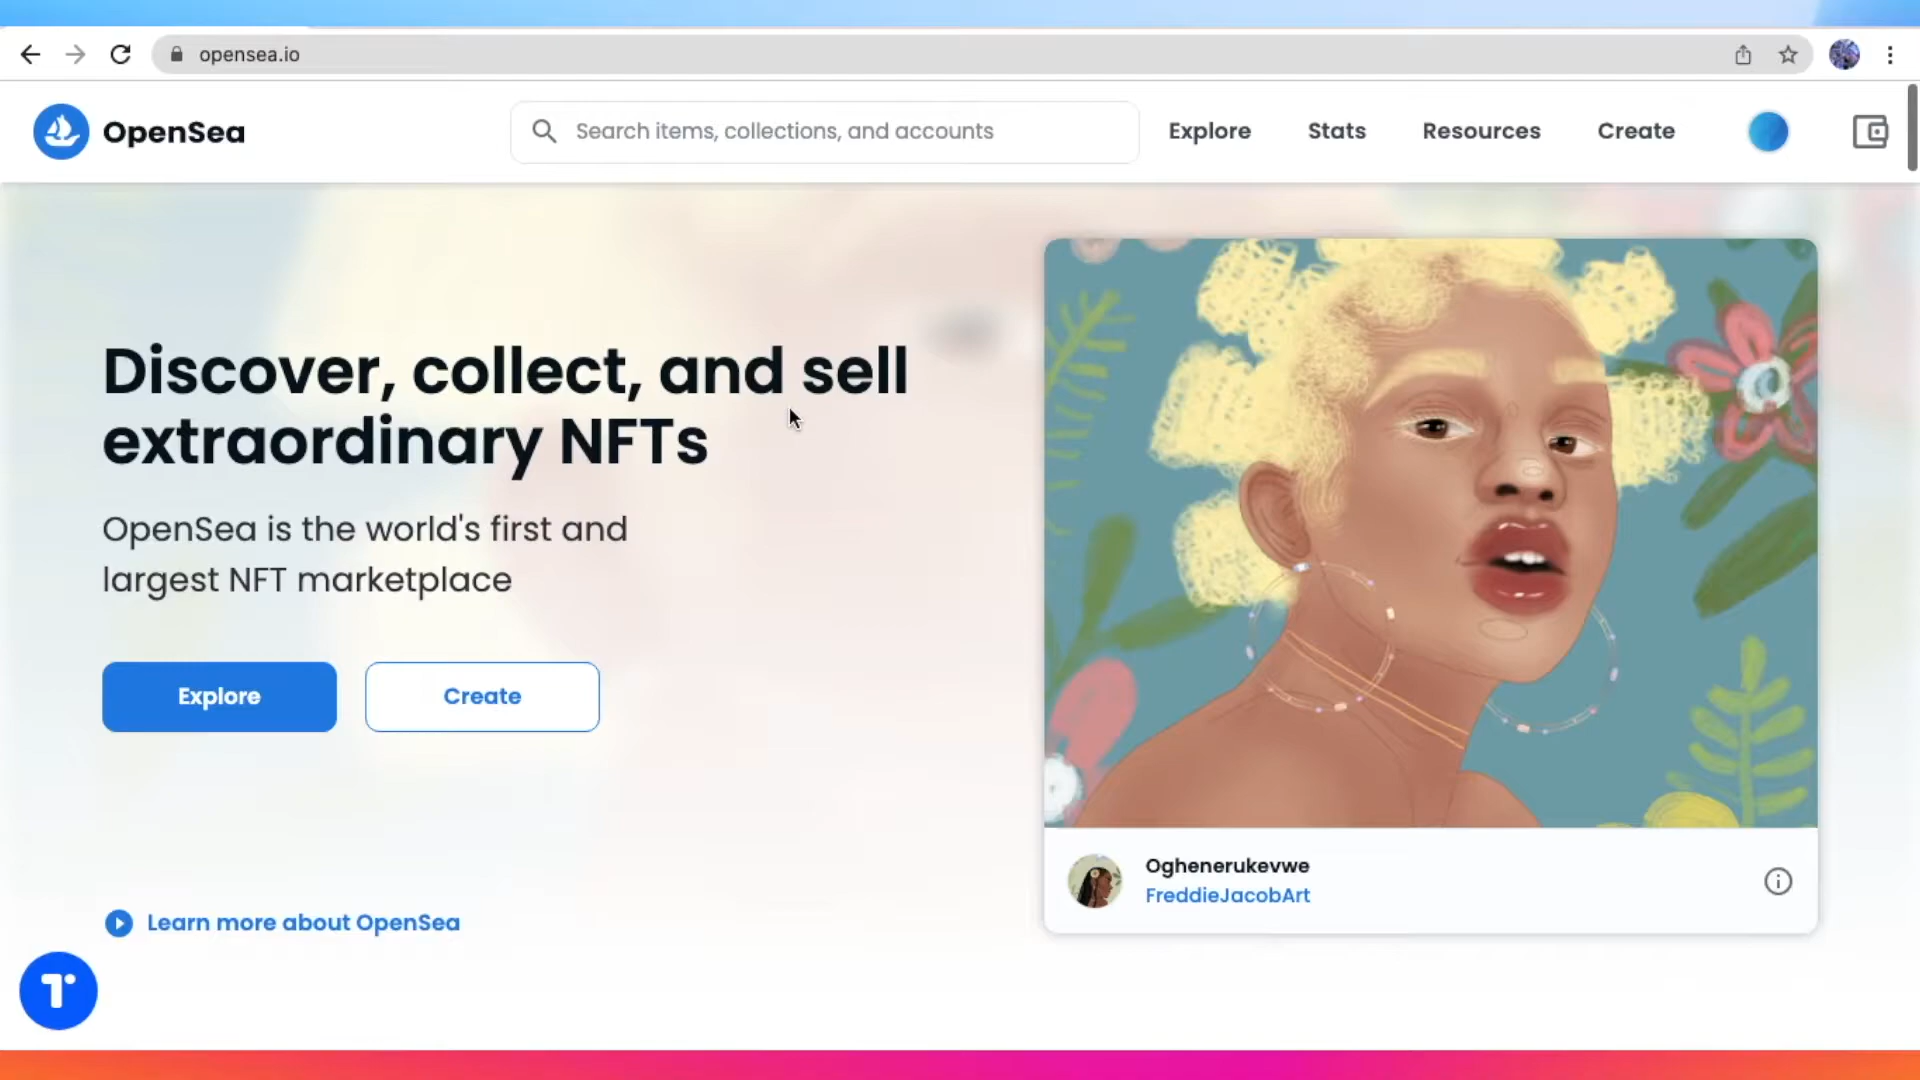 opensea.io
OpenSea
Search items, collections, and accounts
Explore
Stats
Resources
Create
Discover, collect, and sell
extraordinary NFTs
OpenSea is the world's first and
largest NFT marketplace
Explore
Create
Learn more about OpenSea
Oghenerukevwe
FreddieJacobArt
T